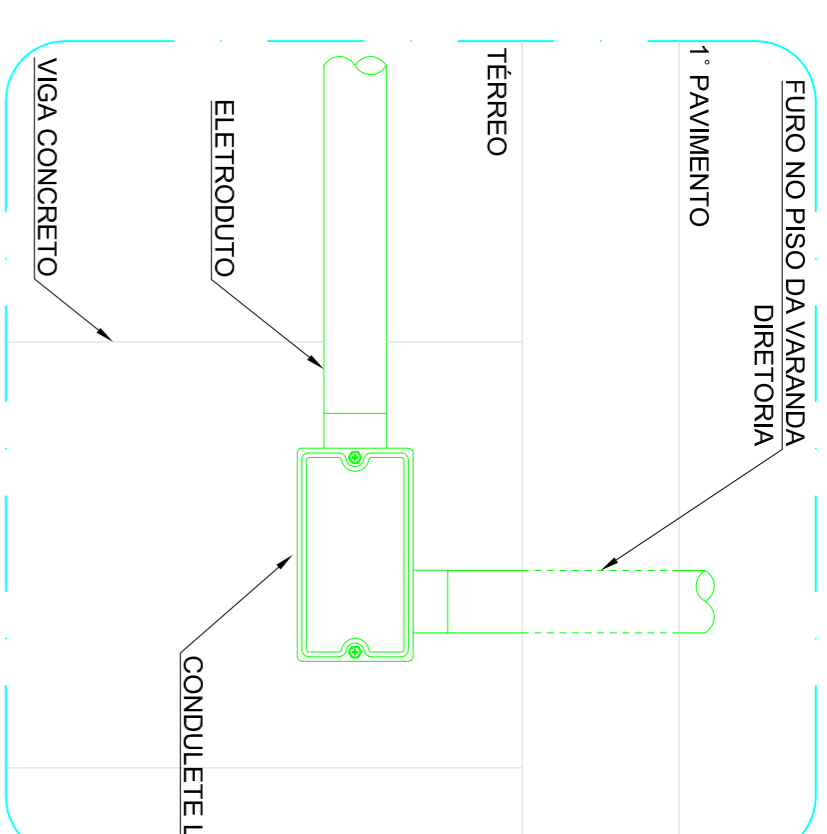 FURO NO PISO DA VARANDA
DIRETORIA
1° PAVIMENTO
TÉRREO
ELETRODUTO
VIGA CONCRETO
CONDULETE L